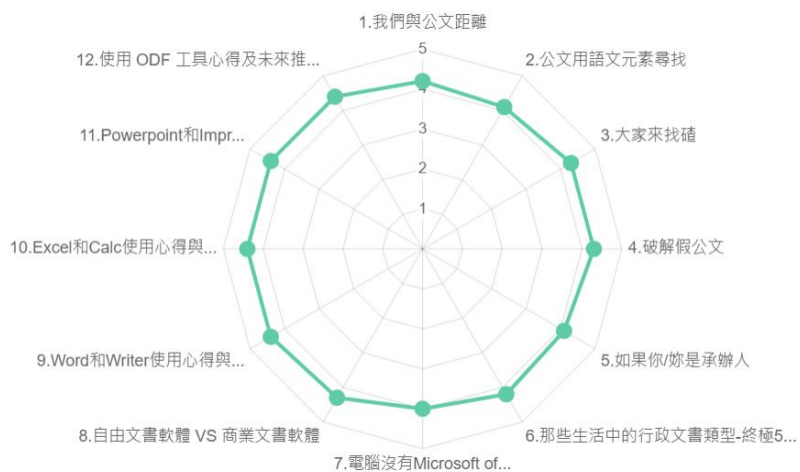 1.我們與公文距離
2.公文用語文元素尋找
3.大家來找碴
4.破解假公文
5.如果你/妳是承辦人
6.那些生活中的行政文書類型-終極5...
7.電腦沒有Microsoft of...
8.自由文書軟體 VS 商業文書軟體
9.Word和Writer使用心得與...
10.Excel和Calc使用心得與...
11.Powerpoint和Impr...
12.使用 ODF 工具心得及未來推...
5
4
3
2
1